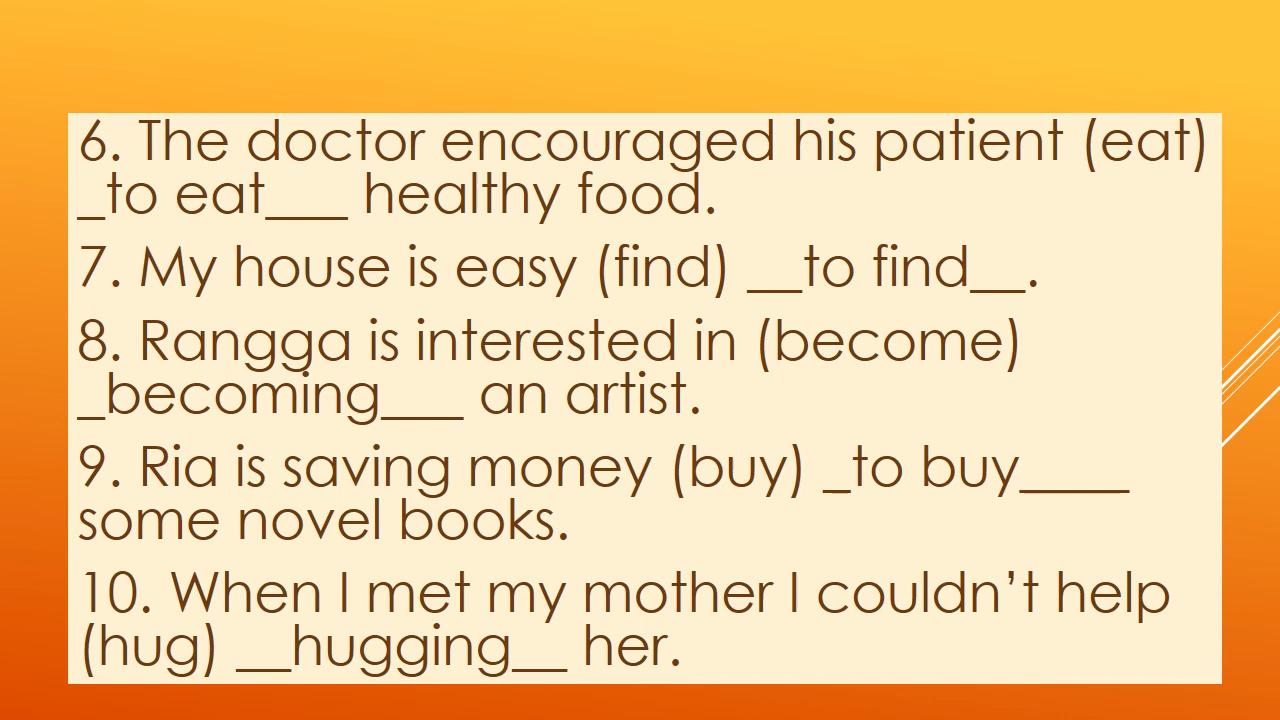 6. The doctor encouraged his patient (eat)
_to eat___ healthy food.
7. My house is easy (find) __to find__.
8. Rangga is interested in (become)
_becoming___ an artist.
9. Ria is saving money (buy) _to buy____
some novel books.
10. When I met my mother I couldn’t help
(hug) __hugging__ her.